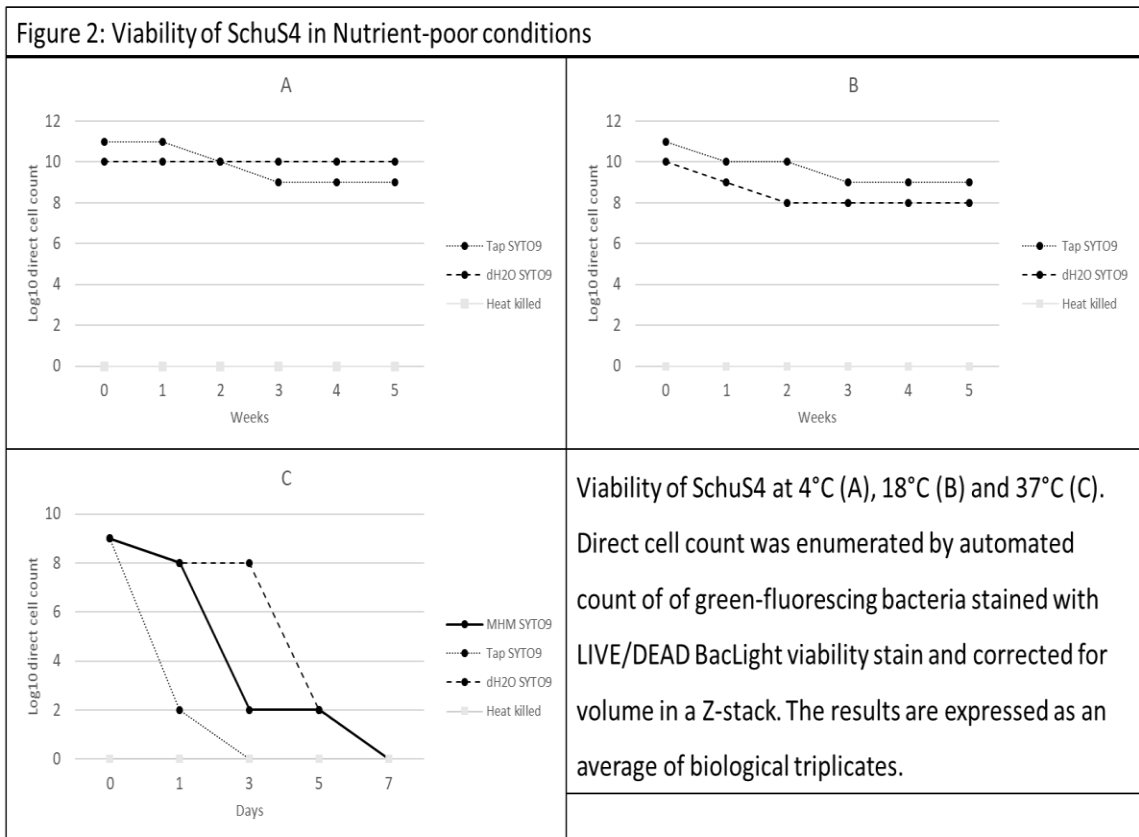 Figure 2: Viability of SchuS4 in Nutrient-poor conditions
A
12
10
8
6
4
2
0
Log10 direct cell count
0 1 2 3 4 5
Weeks
Tap SYTO9
dH2O SYTO9
Heat killed
B
12
10
8
6
4
2
0
Log10 direct cell count
0 1 2 3 4 5
Weeks
Tap SYTO9
dH2O SYTO9
Heat killed
C
10
8
6
4
2
0
Log10 direct cell count
0 1 3 5 7
Days
MHM SYTO9
Tap SYTO9
dH2O SYTO9
Heat killed
Viability of SchuS4 at 4°C (A), 18°C (B) and 37°C (C).
Direct cell count was enumerated by automated
count of of green-fluorescing bacteria stained with
LIVE/DEAD BacLight viability stain and corrected for
volume in a Z-stack. The results are expressed as an
average of biological triplicates.